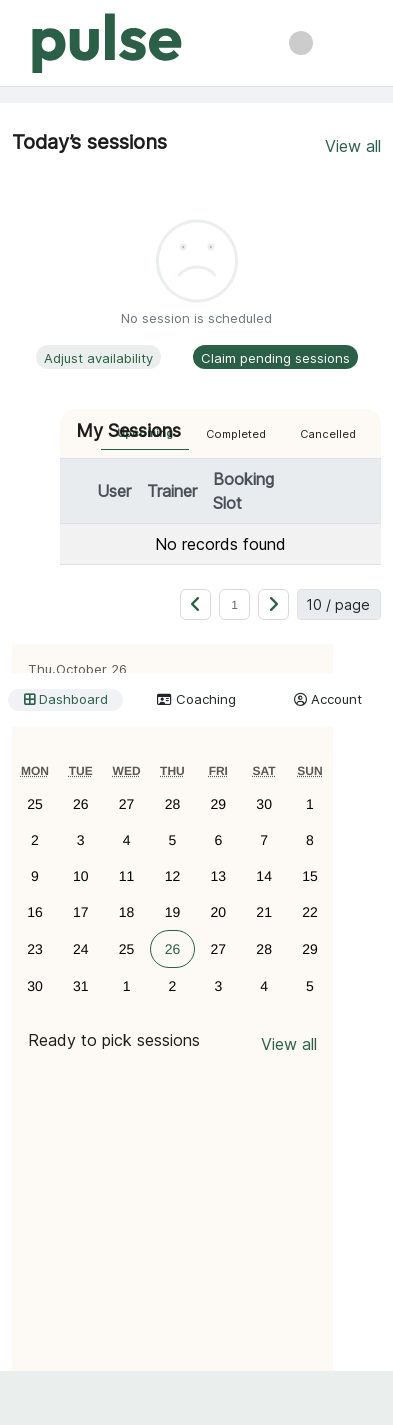 pulse
Today’s sessions
View all
No session is scheduled
Adjust availability
Claim pending sessions
My Sessions
Upcoming
Completed
Cancelled
User Trainer Booking Slot
No records found
1
10 / page
Thu,October 26
Dashboard
Coaching
Account
MON TUE WED THU FRI SAT SUN
25 26 27 28 29 30 1
2 3 4 5 6 7 8
9 10 11 12 13 14 15
16 17 18 19 20 21 22
23 24 25 26 27 28 29
30 31 1 2 3 4 5
Ready to pick sessions
View all